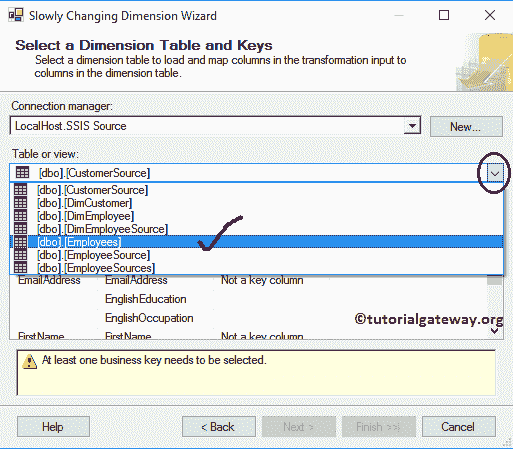 Slowly Changing Dimension Wizard
Select a Dimension Table and Keys
Select a dimension table to load and map columns in the transformation input to
columns in the dimension table.
Connection manager:
LocalHost.SSIS Source
New...
Table or view:
[dbo].[CustomerSource]
[dbo].[CustomerSource]
[dbo].[DimCustomer]
[dbo].[DimEmployee]
[dbo].[DimEmployeeSource]
[dbo].[Employees]
[dbo].[EmployeeSource]
[dbo].[EmployeeSources]
EmailAddress EmailAddress Not a key column
EnglishEducation
EnglishOccupation
©tutorialgateway.org
FirstName FirstName Not a key column
At least one business key needs to be selected.
Help
< Back
Next >
Finish >>|
Cancel